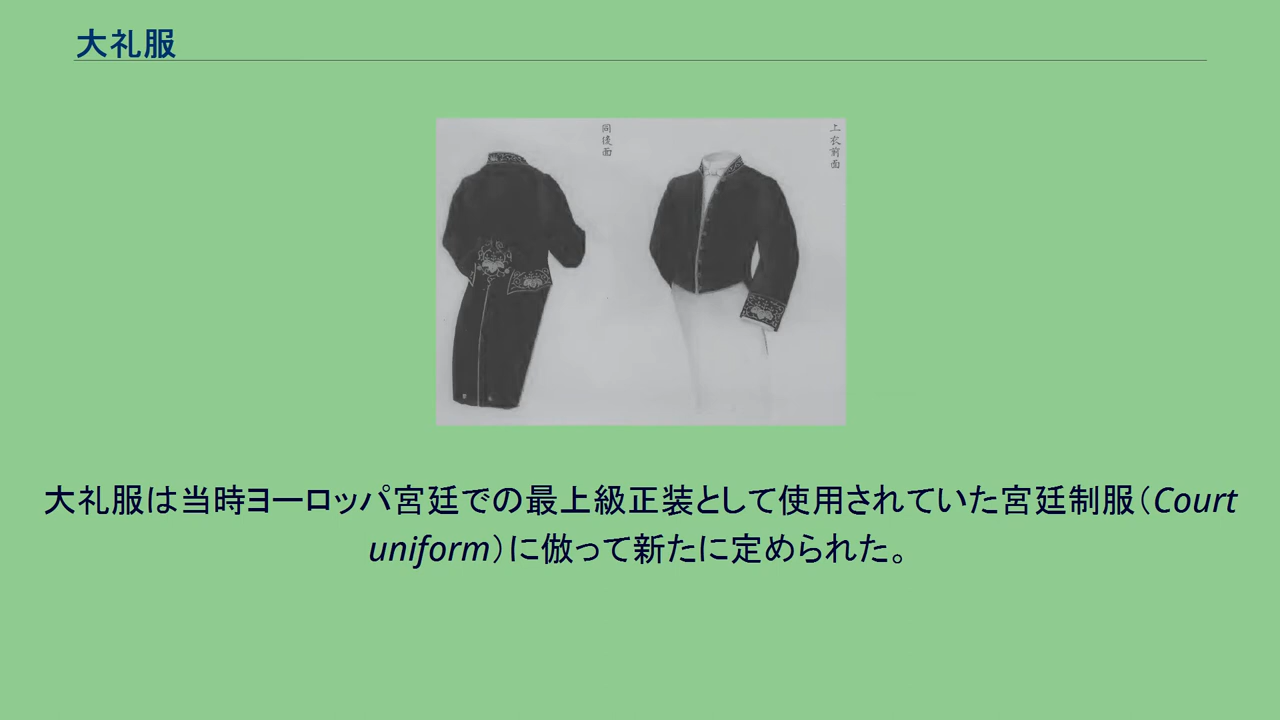 大礼服
上衣前面
同後面
大礼服は当時ヨーロッパ宮廷での最上級正装として使用されていた宮廷制服（Court
uniform）に倣って新たに定められた。